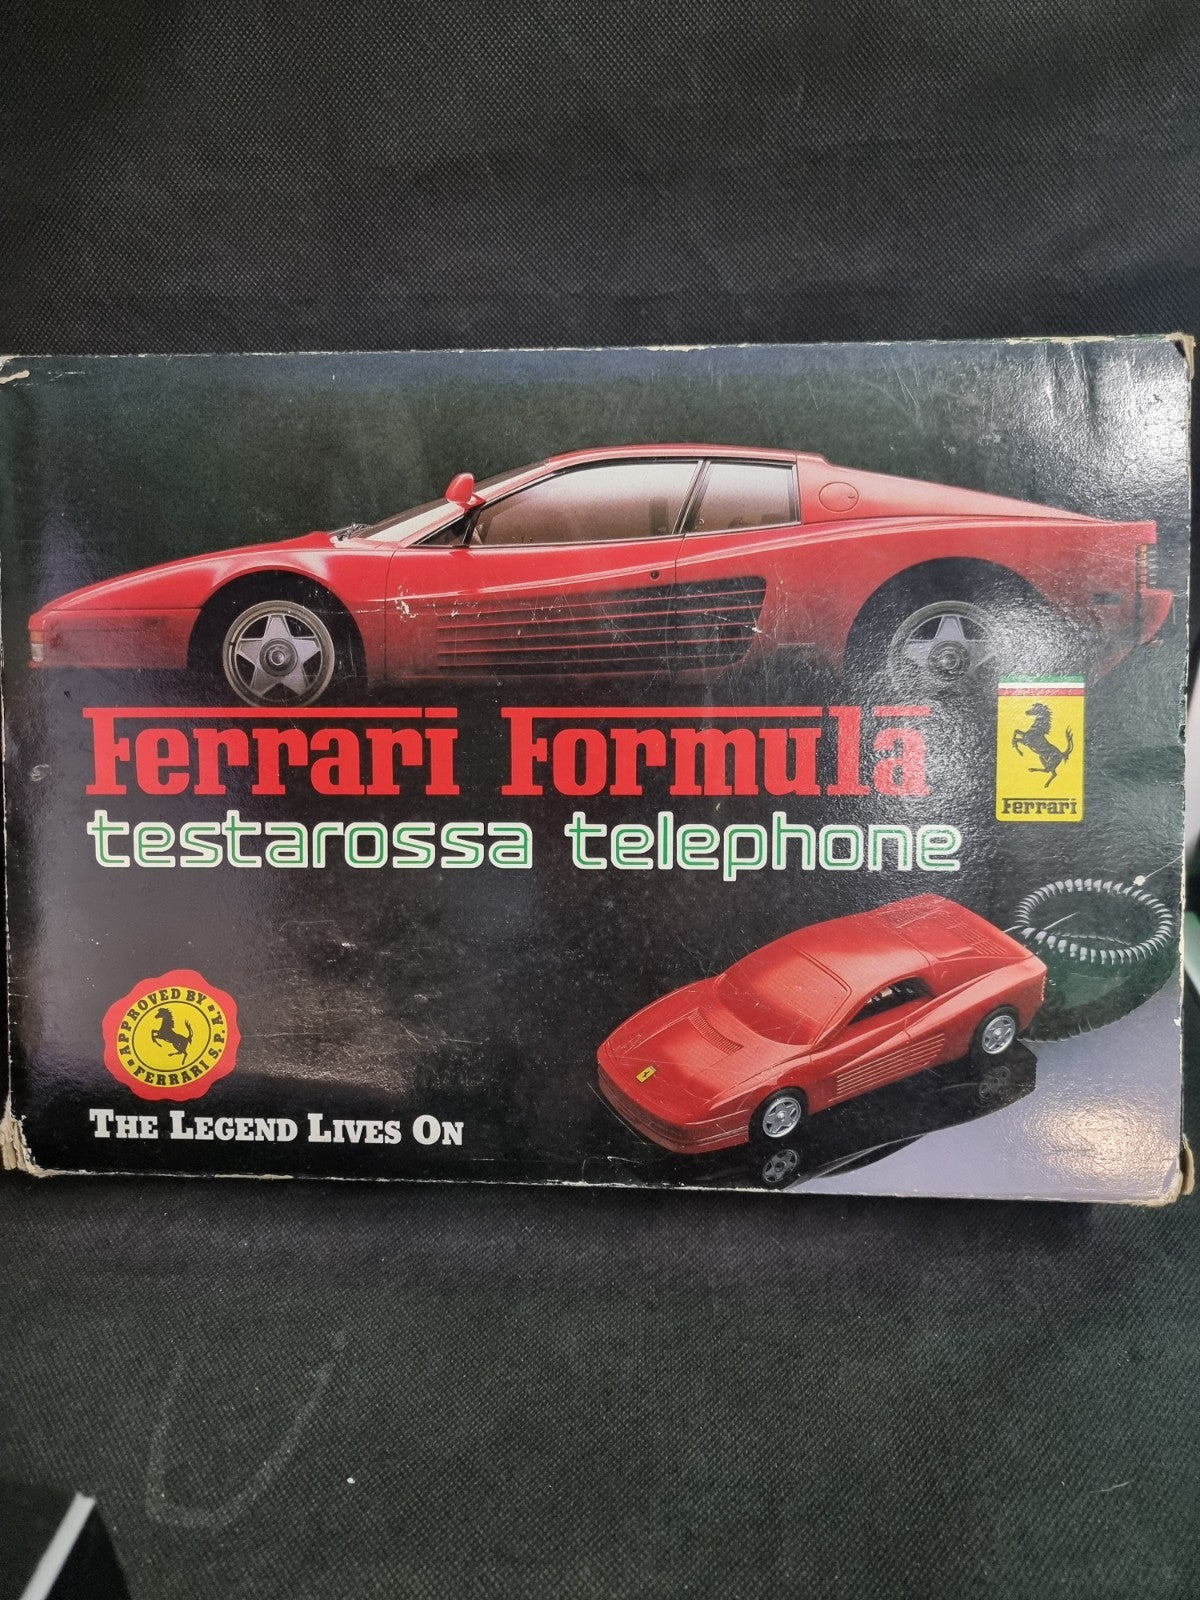 Ferrari Formula
testarossa telephone
Ferrari
APPROVED BY
FERRARI S.P.A.
THE LEGEND LIVES ON